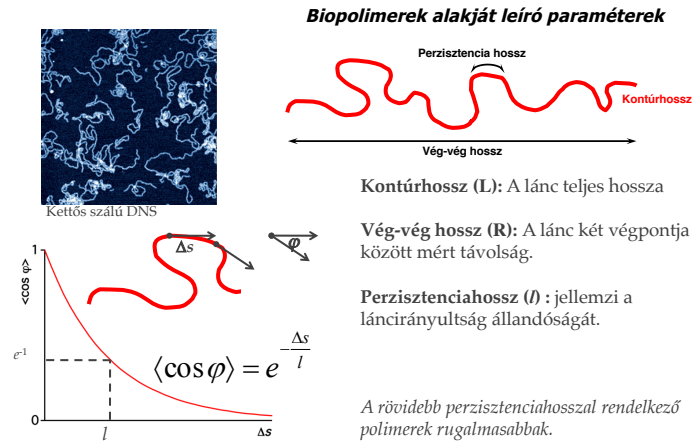 Biopolimerek alakját leíró paraméterek
Perzisztencia hossz
Kontúrhossz
Vég-vég hossz
Kettős szálú DNS
Kontúrhossz (L): A lánc teljes hossza
Vég-vég hossz (R): A lánc két végpontja
között mért távolság.
Perzisztenciahossz (l) : jellemzi a
láncirányultság állandóságát.
Δs
φ
1
<cos φ>
e⁻¹
0
l
Δs
⟨cos φ⟩ = e^(-Δs/l)
A rövidebb perzisztenciahosszal rendelkező
polimerek rugalmasabbak.